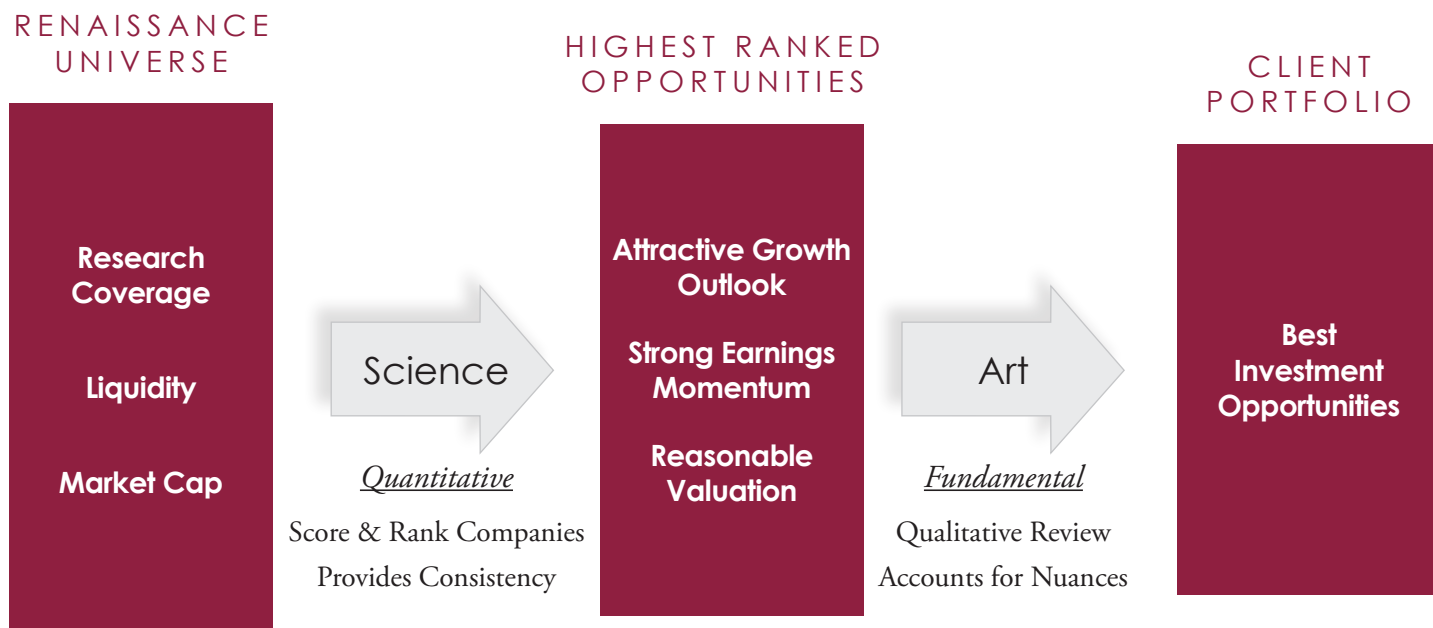 RENAISSANCE
UNIVERSE
Research
Coverage
Liquidity
Market Cap
Science
Quantitative
Score & Rank Companies
Provides Consistency
HIGHEST RANKED
OPPORTUNITIES
Attractive Growth
Outlook
Strong Earnings
Momentum
Reasonable
Valuation
Art
Fundamental
Qualitative Review
Accounts for Nuances
CLIENT
PORTFOLIO
Best
Investment
Opportunities